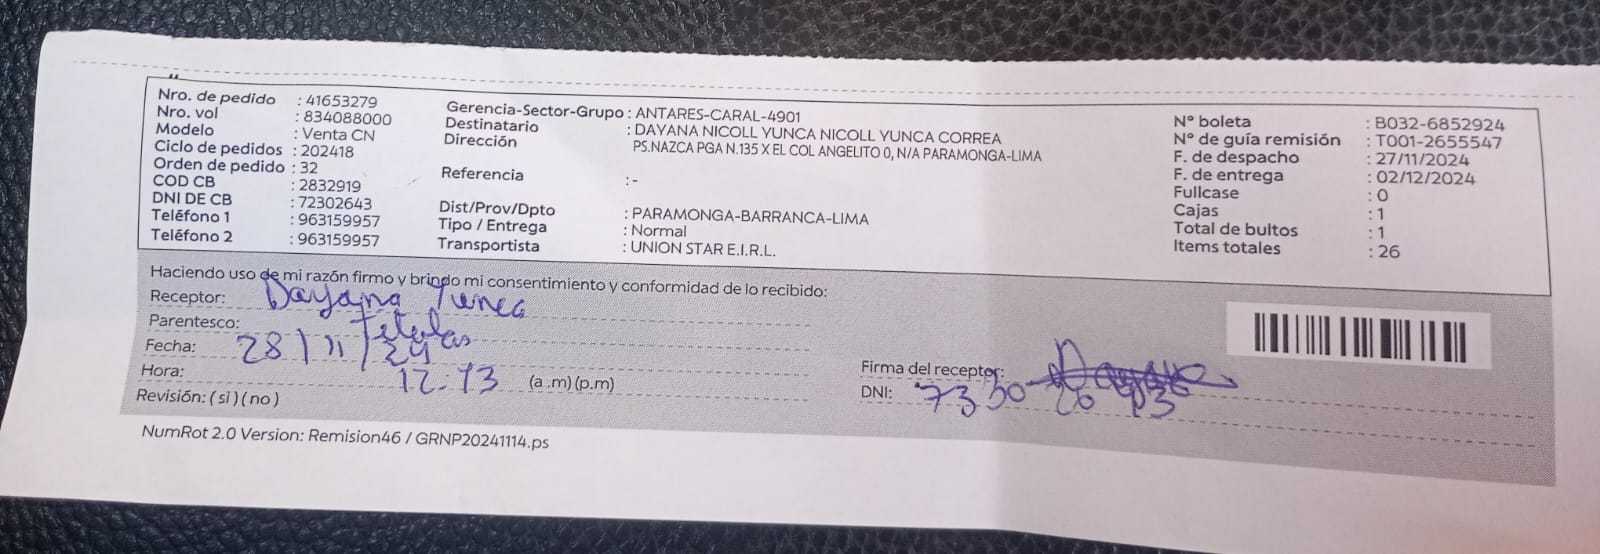 Nro. de pedido : 41653279
Nro. vol : 834088000
Modelo : Venta CN
Ciclo de pedidos : 202418
Orden de pedido : 32
COD CB : 2832919
DNI DE CB : 72302643
Teléfono 1 : 963159957
Teléfono 2 : 963159957
Gerencia-Sector-Grupo : ANTARES-CARAL-4901
Destinatario : DAYANA NICOLL YUNCA NICOLL YUNCA CORREA
Dirección PS.NAZCA PGA N.135 X EL COL ANGELITO 0, N/A PARAMONGA-LIMA
Referencia : -
Dist/Prov/Dpto : PARAMONGA-BARRANCA-LIMA
Tipo / Entrega : Normal
Transportista : UNION STAR E.I.R.L.
N° boleta : B032-6852924
N° de guía remisión : T001-2655547
F. de despacho : 27/11/2024
F. de entrega : 02/12/2024
Fullcase : 0
Cajas : 1
Total de bultos : 1
Items totales : 26
Haciendo uso de mi razón firmo y brindo mi consentimiento y conformidad de lo recibido:
Receptor: Dayana Yunca
Parentesco: Titular
Fecha: 28/11/24
Hora: 12.13 (a .m) (p.m)
Revisión: ( si ) ( no )
Firma del receptor: Dayana
DNI:
NumRot 2.0 Version: Remision46 / GRNP20241114.ps